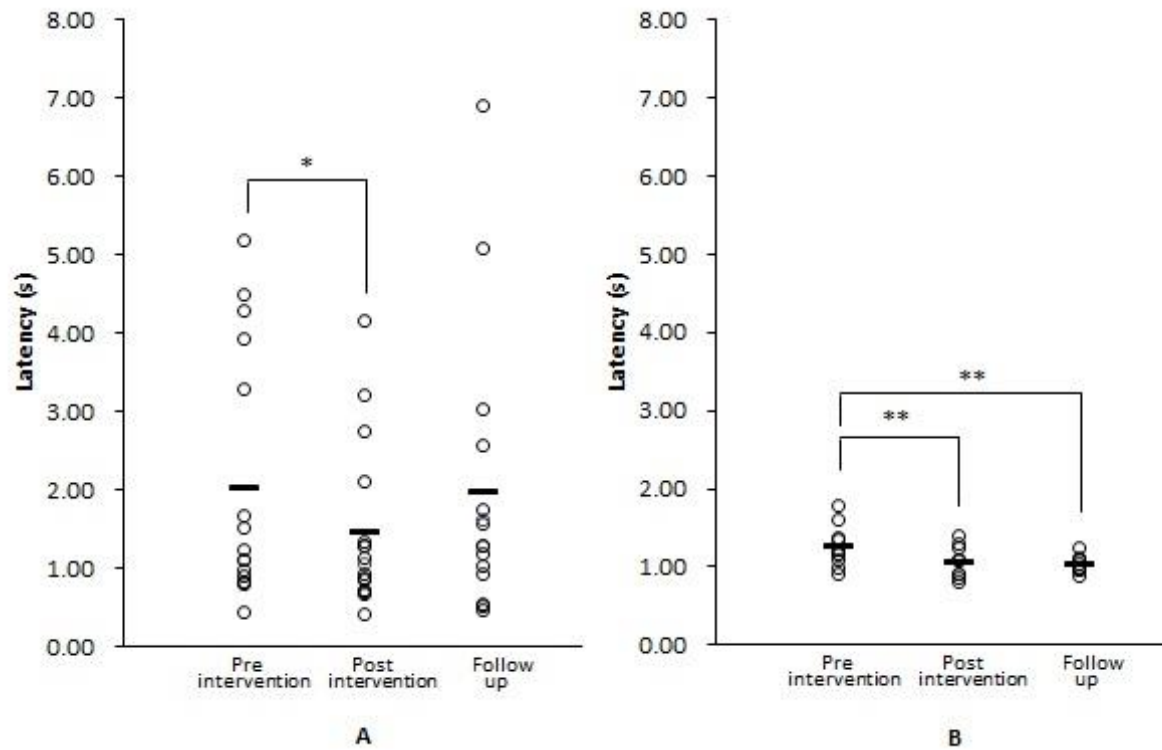 8.00
7.00
6.00
5.00
4.00
3.00
2.00
1.00
0.00
Latency (s)
*
Pre
intervention
Post
intervention
Follow
up
A
8.00
7.00
6.00
5.00
4.00
3.00
2.00
1.00
0.00
Latency (s)
**
**
Pre
intervention
Post
intervention
Follow
up
B